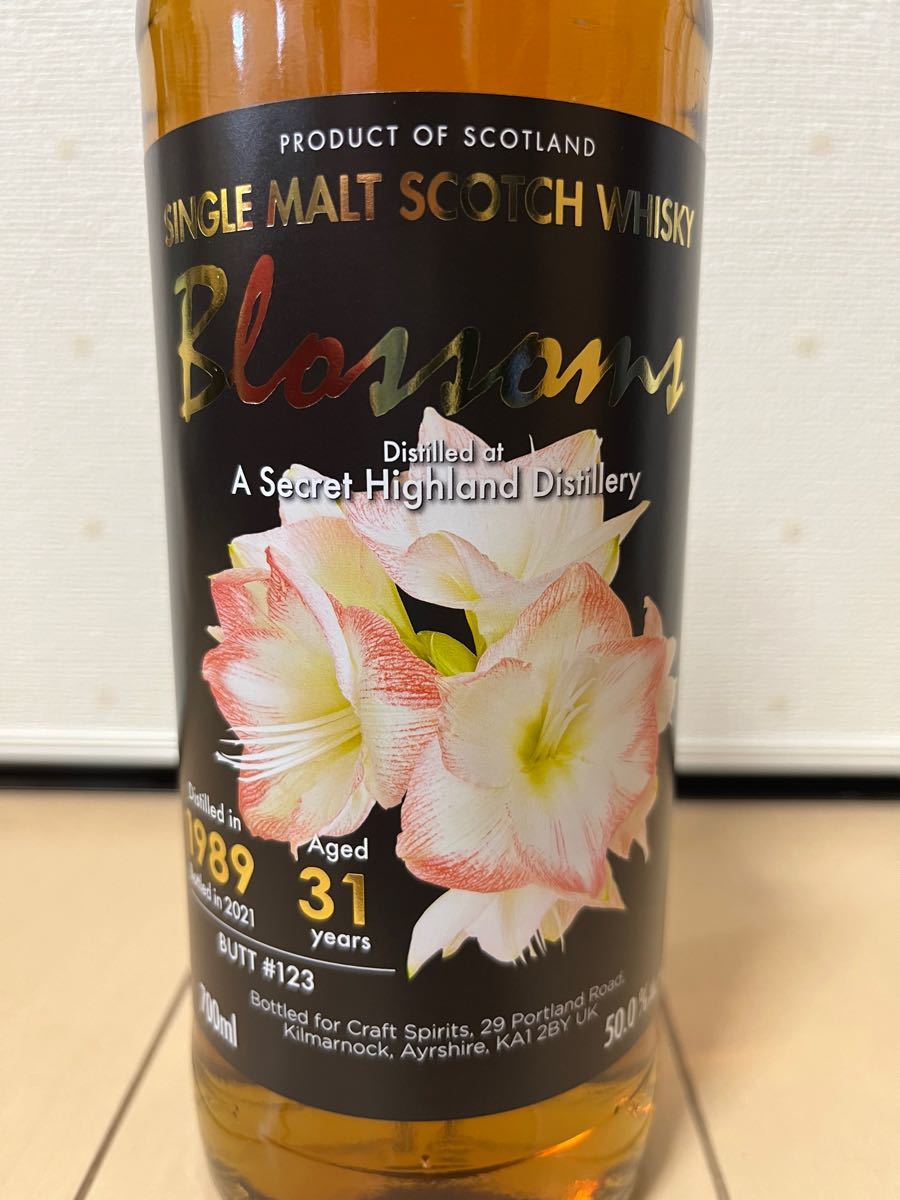 PRODUCT OF SCOTLAND
SINGLE MALT SCOTCH WHISKY
Blossoms
Distilled at
A Secret Highland Distillery
Distilled in
1989
Bottled in 2021
Aged
31
years
BUTT #123
700ml
Bottled for Craft Spirits, 29 Portland Road,
Kilmarnock, Ayrshire, KA1 2BY UK
50.0%